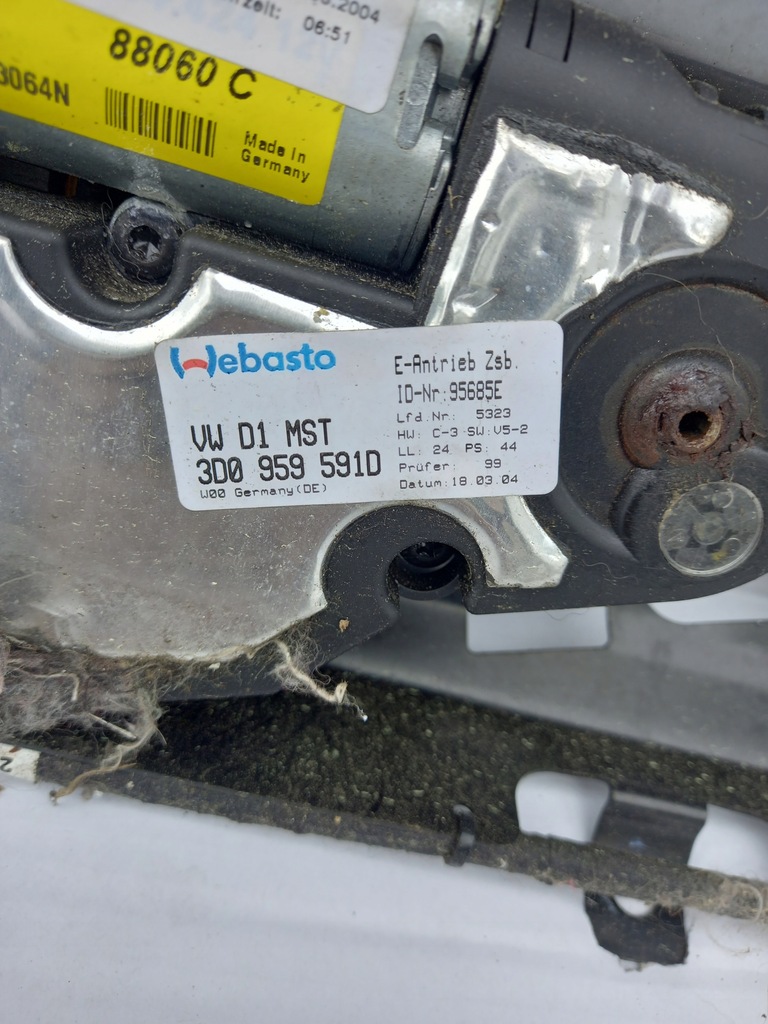 .2004
zeit: 06:51
88060 C
3064N
Made in
Germany
Webasto
E-Antrieb Zsb.
ID-Nr:95685E
VW D1 MST
3D0 959 591D
W00 Germany(DE)
Lfd.Nr: 5323
HW: C-3 SW:V5-2
LL: 24 PS: 44
Prüfer: 99
Datum:18.03.04